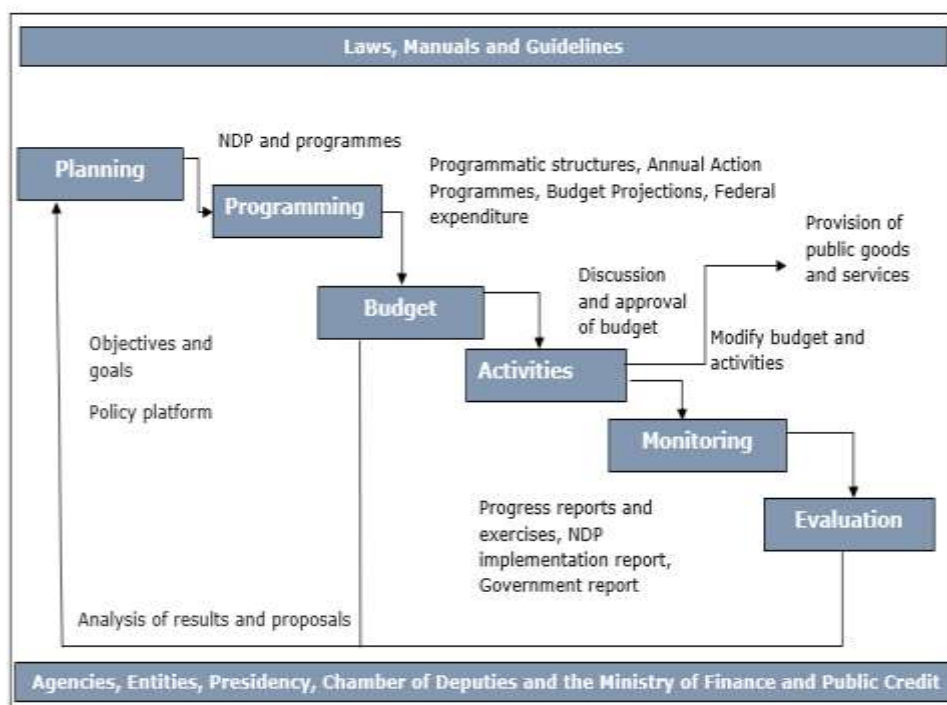 Laws, Manuals and Guidelines
NDP and programmes
Planning
Programmatic structures, Annual Action
Programmes, Budget Projections, Federal
expenditure
Programming
Provision of
public goods
and services
Discussion
and approval
of budget
Budget
Modify budget and
activities
Objectives and
goals
Policy platform
Activities
Monitoring
Progress reports and
exercises, NDP
implementation report,
Government report
Evaluation
Analysis of results and proposals
Agencies, Entities, Presidency, Chamber of Deputies and the Ministry of Finance and Public Credit